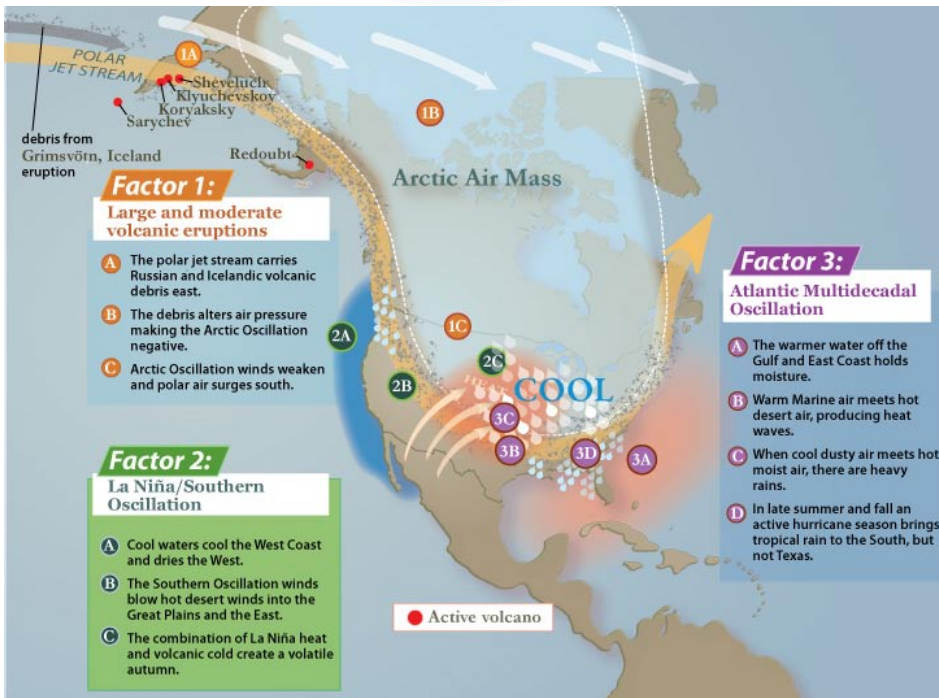 POLAR
JET STREAM
1A
Sheveluch
Klyuchevskoy
Koryaksky
Sarychev
debris from
Grimsvötn, Iceland
eruption
Redoubt
1B
Arctic Air Mass
Factor 1:
Large and moderate
volcanic eruptions
A The polar jet stream carries
Russian and Icelandic volcanic
debris east.
B The debris alters air pressure
making the Arctic Oscillation
negative.
C Arctic Oscillation winds weaken
and polar air surges south.
2A
1C
2B
2C
HEAT
COOL
3C
3B
3D
3A
Factor 2:
La Niña/Southern
Oscillation
A Cool waters cool the West Coast
and dries the West.
B The Southern Oscillation winds
blow hot desert winds into the
Great Plains and the East.
C The combination of La Niña heat
and volcanic cold create a volatile
autumn.
Factor 3:
Atlantic Multidecadal
Oscillation
A The warmer water off the
Gulf and East Coast holds
moisture.
B Warm Marine air meets hot
desert air, producing heat
waves.
C When cool dusty air meets hot
moist air, there are heavy
rains.
D In late summer and fall an
active hurricane season brings
tropical rain to the South, but
not Texas.
Active volcano